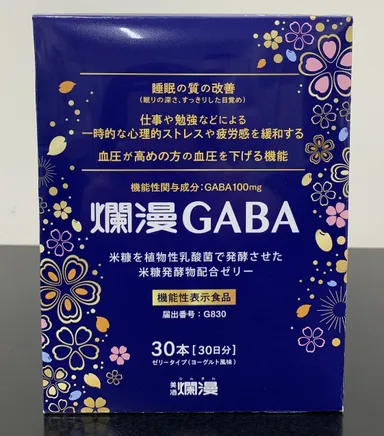 睡眠の質の改善
(眠りの深さ、すっきりした目覚め)
仕事や勉強などによる
一時的な心理的ストレスや疲労感を緩和する
血圧が高めの方の血圧を下げる機能
機能性関与成分:GABA100mg
爛漫GABA
米糠を植物性乳酸菌で発酵させた
米糠発酵物配合ゼリー
機能性表示食品
届出番号:G830
30本[30日分]
ゼリータイプ(ヨーグルト風味)
美酒 爛漫